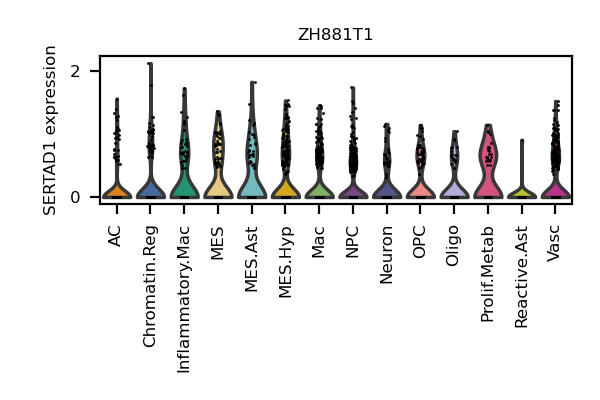 ZH881T1
SERTAD1 expression
2
0
AC
Chromatin.Reg
Inflammatory.Mac
MES
MES.Ast
MES.Hyp
Mac
NPC
Neuron
OPC
Oligo
Prolif.Metab
Reactive.Ast
Vasc